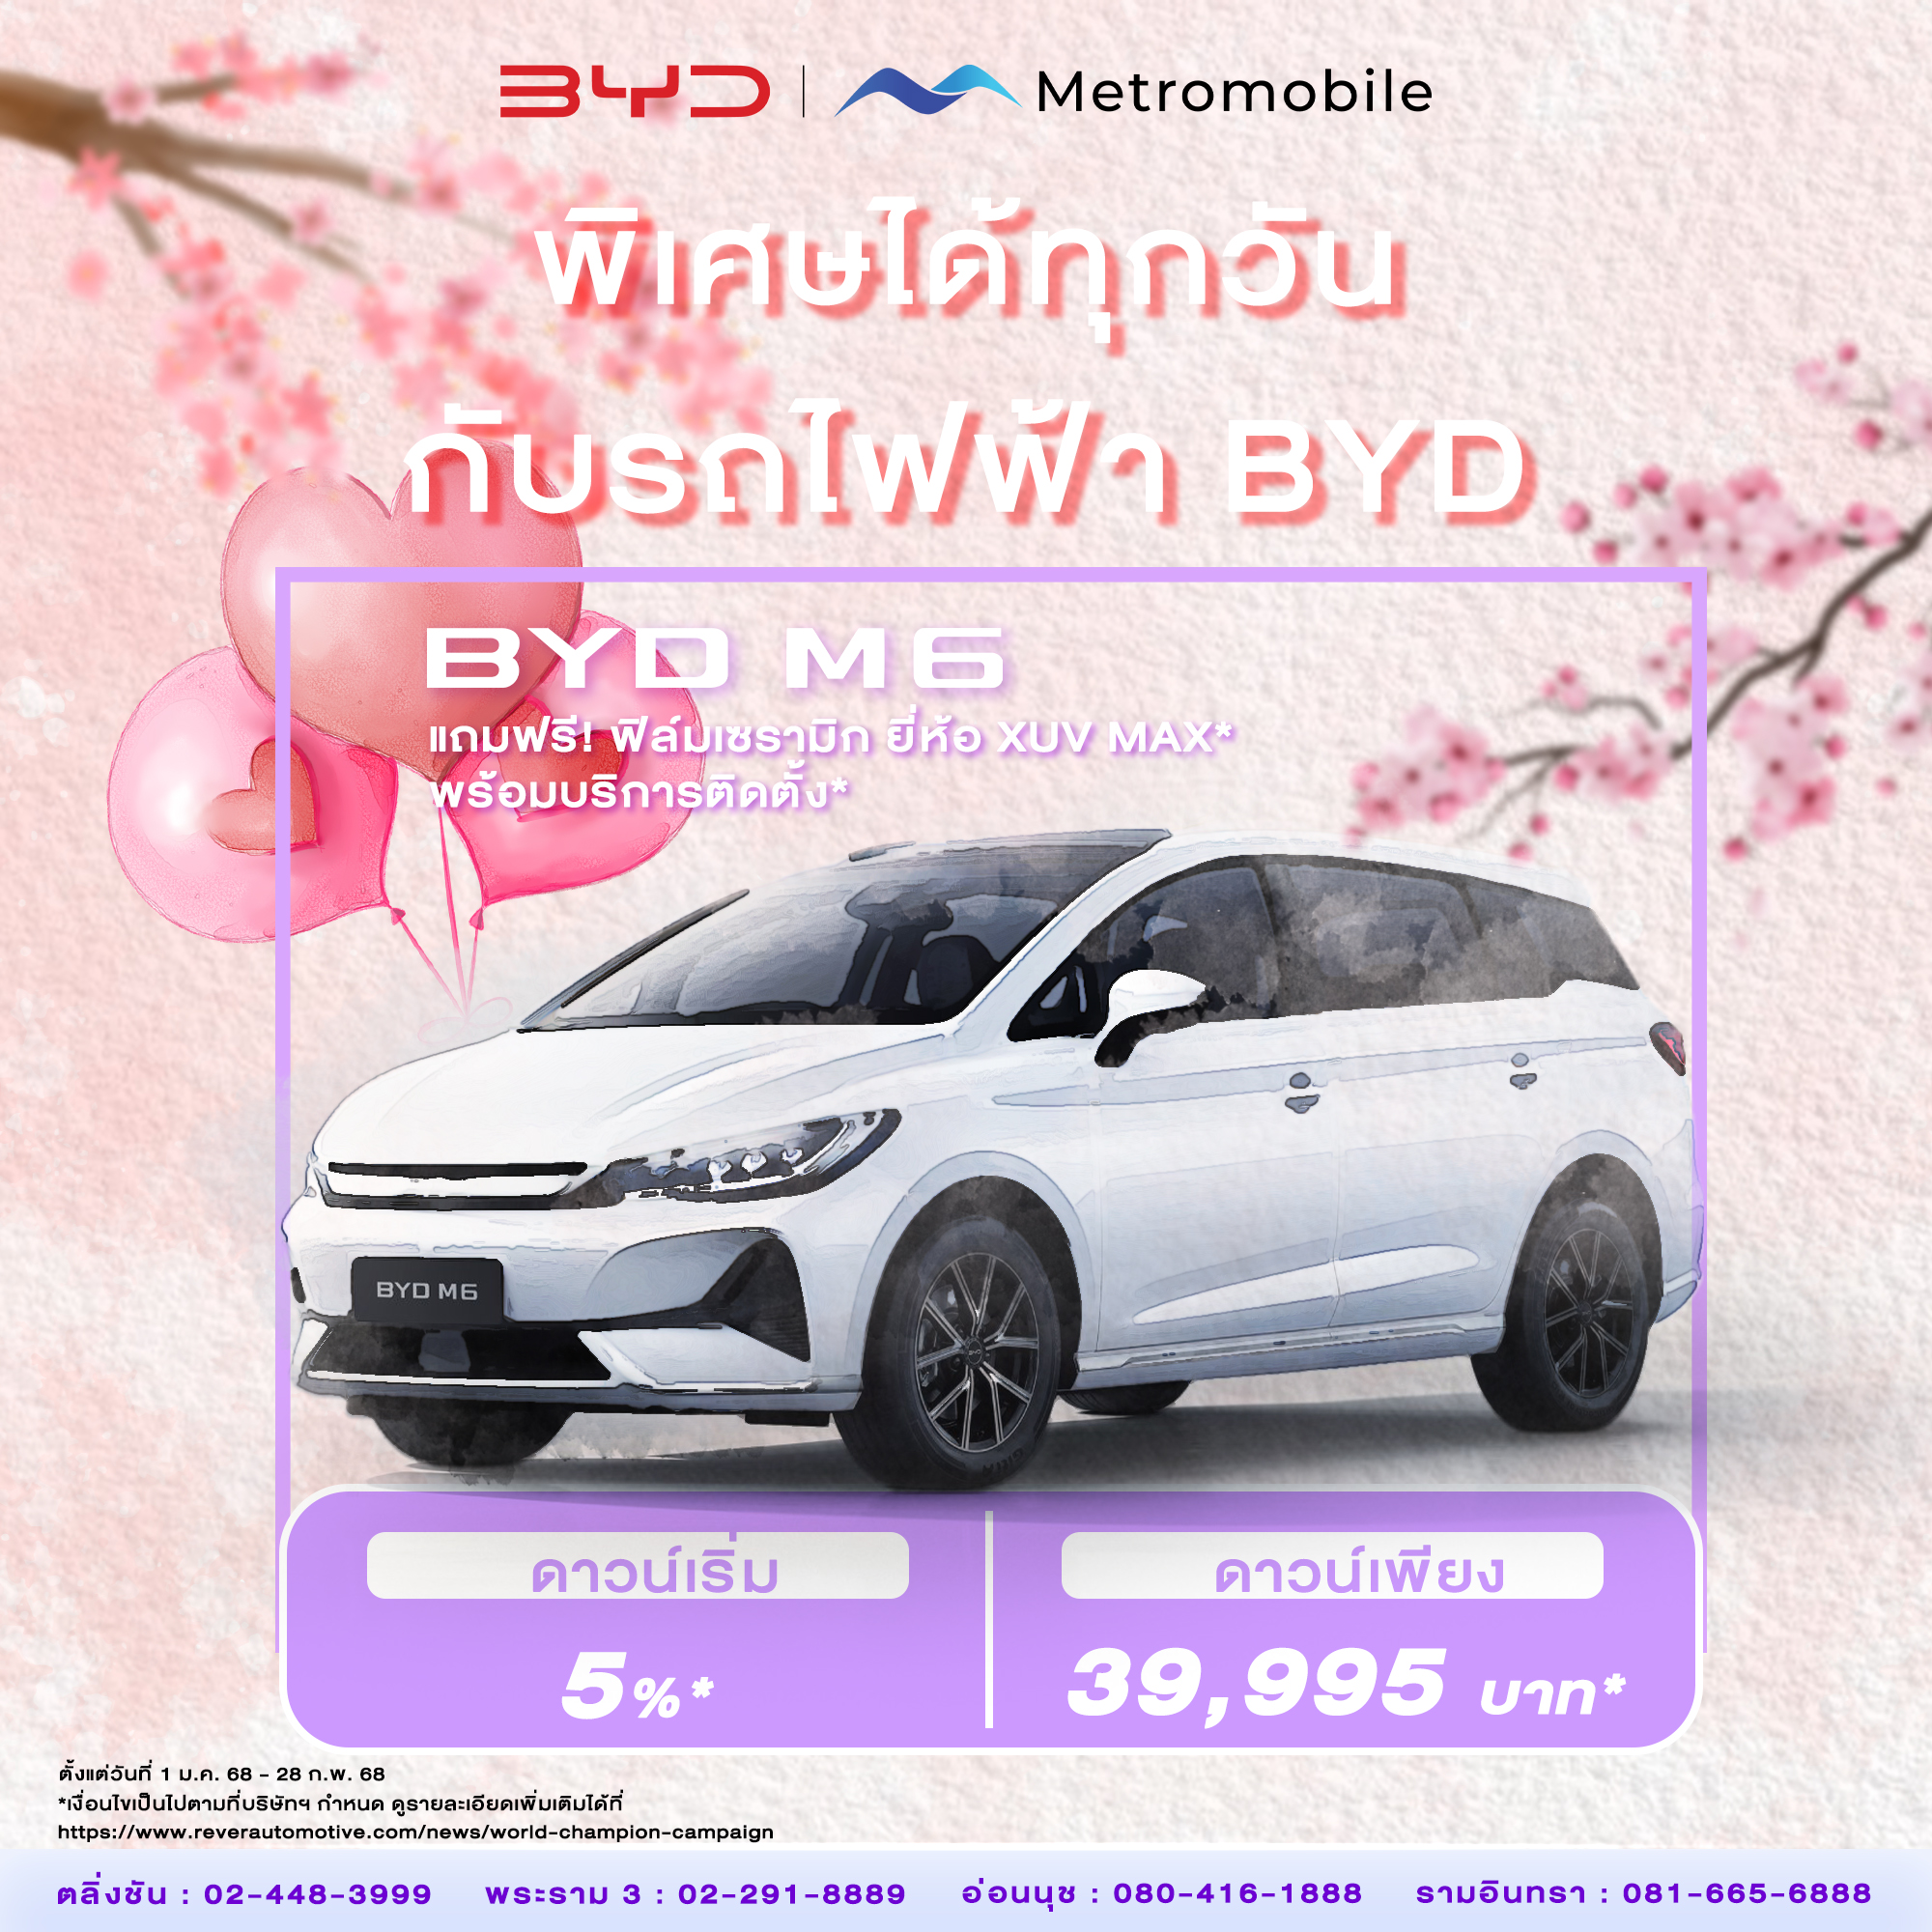 BYD | Metromobile
พิเศษได้ทุกวัน
กับรถไฟฟ้า BYD
BYD M6
แถมฟรี! ฟิล์มเซรามิก ยี่ห้อ XUV MAX*
พร้อมบริการติดตั้ง*
BYD M6
ดาวน์เริ่ม
5%*
ดาวน์เพียง
39,995 บาท*
ตั้งแต่วันที่ 1 ม.ค. 68 - 28 ก.พ. 68
*เงื่อนไขเป็นไปตามที่บริษัทฯ กำหนด ดูรายละเอียดเพิ่มเติมได้ที่
https://www.reverautomotive.com/news/world-champion-campaign
ตลิ่งชัน : 02-448-3999 พระราม 3 : 02-291-8889 อ่อนนุช : 080-416-1888 รามอินทรา : 081-665-6888